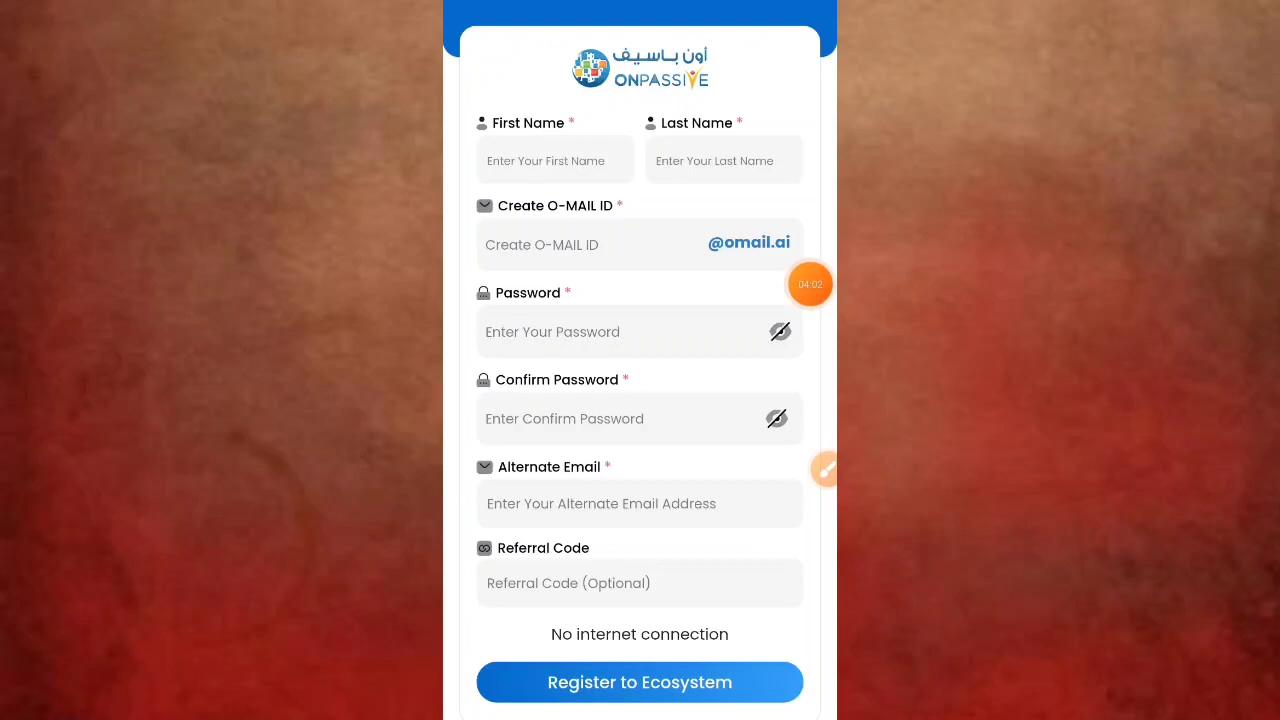 أون باسيف
ONPASSIVE
First Name *
Last Name *
Enter Your First Name
Enter Your Last Name
Create O-MAIL ID *
Create O-MAIL ID
@omail.ai
04:02
Password *
Enter Your Password
Confirm Password *
Enter Confirm Password
Alternate Email *
Enter Your Alternate Email Address
Referral Code
Referral Code (Optional)
No internet connection
Register to Ecosystem